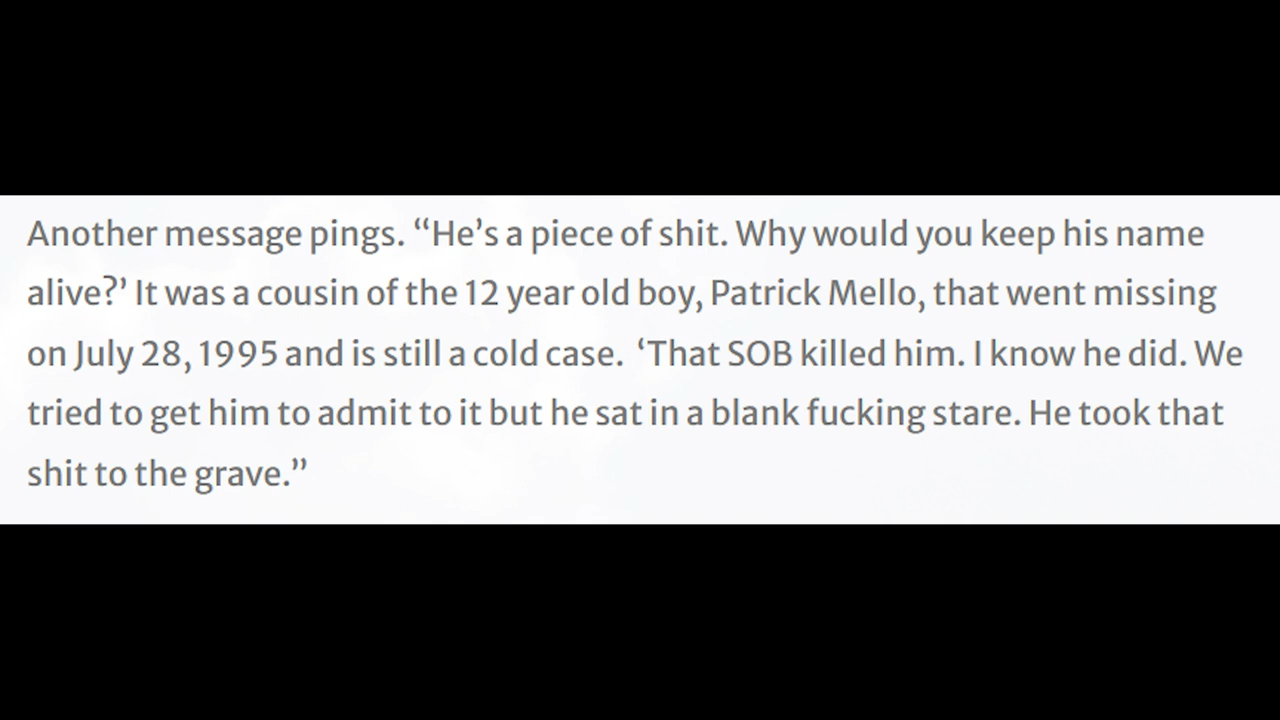 Another message pings. “He’s a piece of shit. Why would you keep his name
alive?’ It was a cousin of the 12 year old boy, Patrick Mello, that went missing
on July 28, 1995 and is still a cold case.  ‘That SOB killed him. I know he did. We
tried to get him to admit to it but he sat in a blank fucking stare. He took that
shit to the grave.”